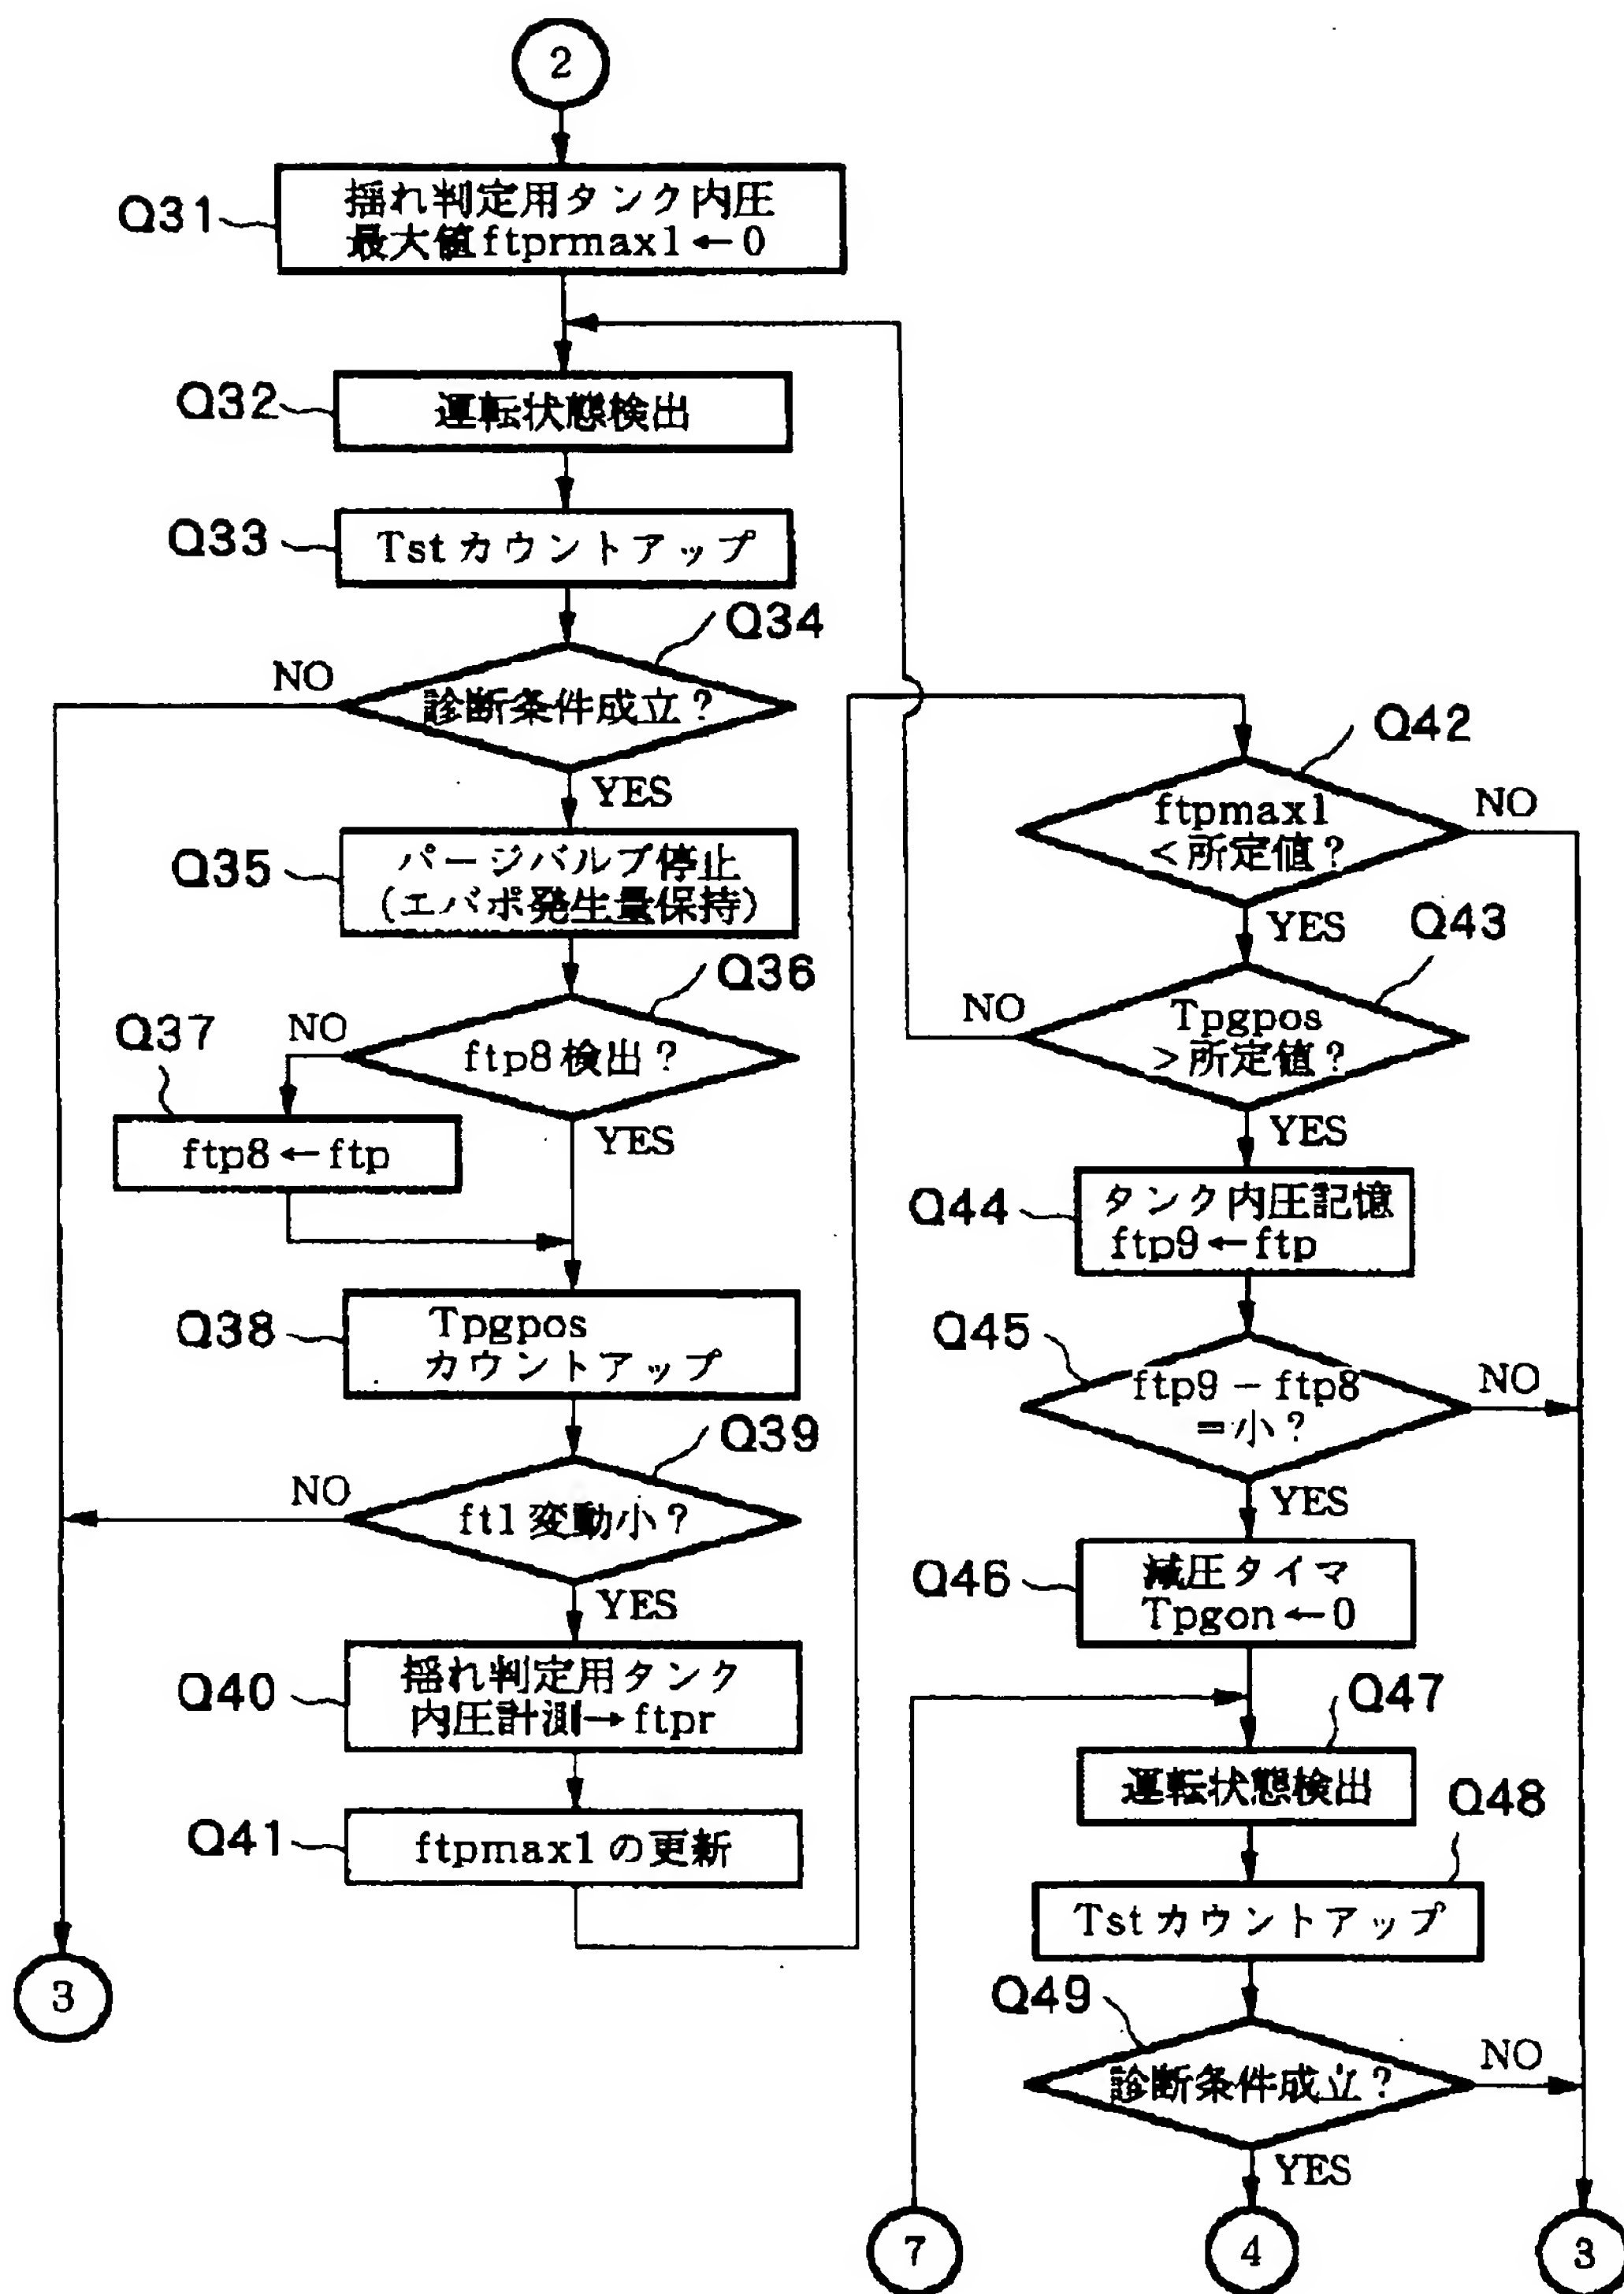 2
Q31
揺れ判定用タンク内圧
最大値ftprmax1←0
Q32
運転状態検出
Q33
Tstカウントアップ
Q34
NO
診断条件成立?
YES
Q35
パージバルブ停止
(エバポ発生量保持)
Q36
NO
ftp8検出?
YES
Q37
ftp8←ftp
Q38
Tpgpos
カウントアップ
Q39
NO
ft1変動小?
YES
Q40
揺れ判定用タンク
内圧計測→ftpr
Q41
ftpmax1の更新
3
Q42
ftpmax1
<所定値?
NO
YES
Q43
NO
Tpgpos
>所定値?
YES
Q44
タンク内圧記憶
ftp9←ftp
Q45
ftp9-ftp8
=小?
NO
YES
Q46
減圧タイマ
Tpgon←0
Q47
運転状態検出
Q48
Tstカウントアップ
Q49
診断条件成立?
NO
YES
7
4
3